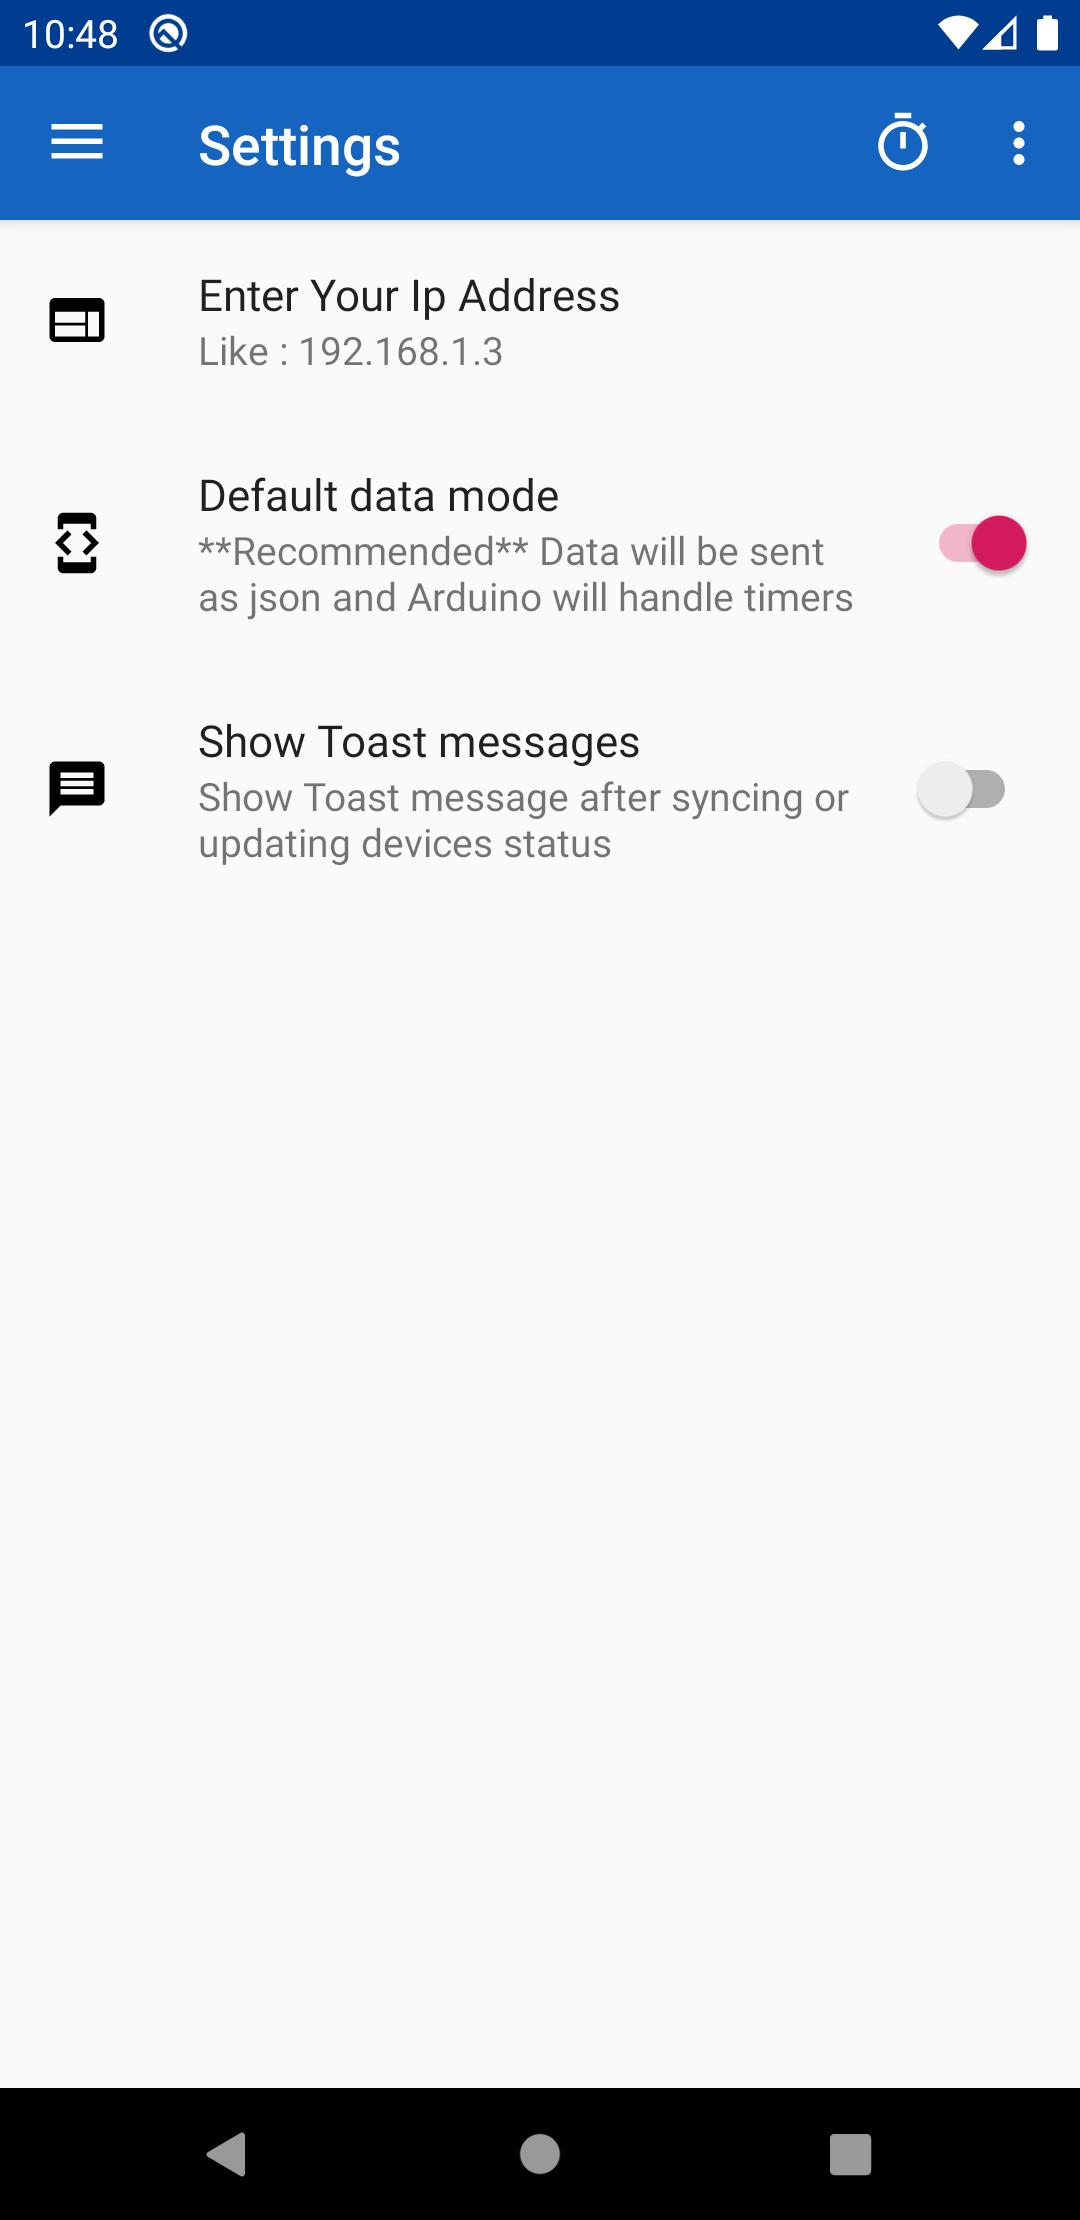 10:48
Settings
Enter Your Ip Address
Like : 192.168.1.3
Default data mode
**Recommended** Data will be sent
as json and Arduino will handle timers
Show Toast messages
Show Toast message after syncing or
updating devices status